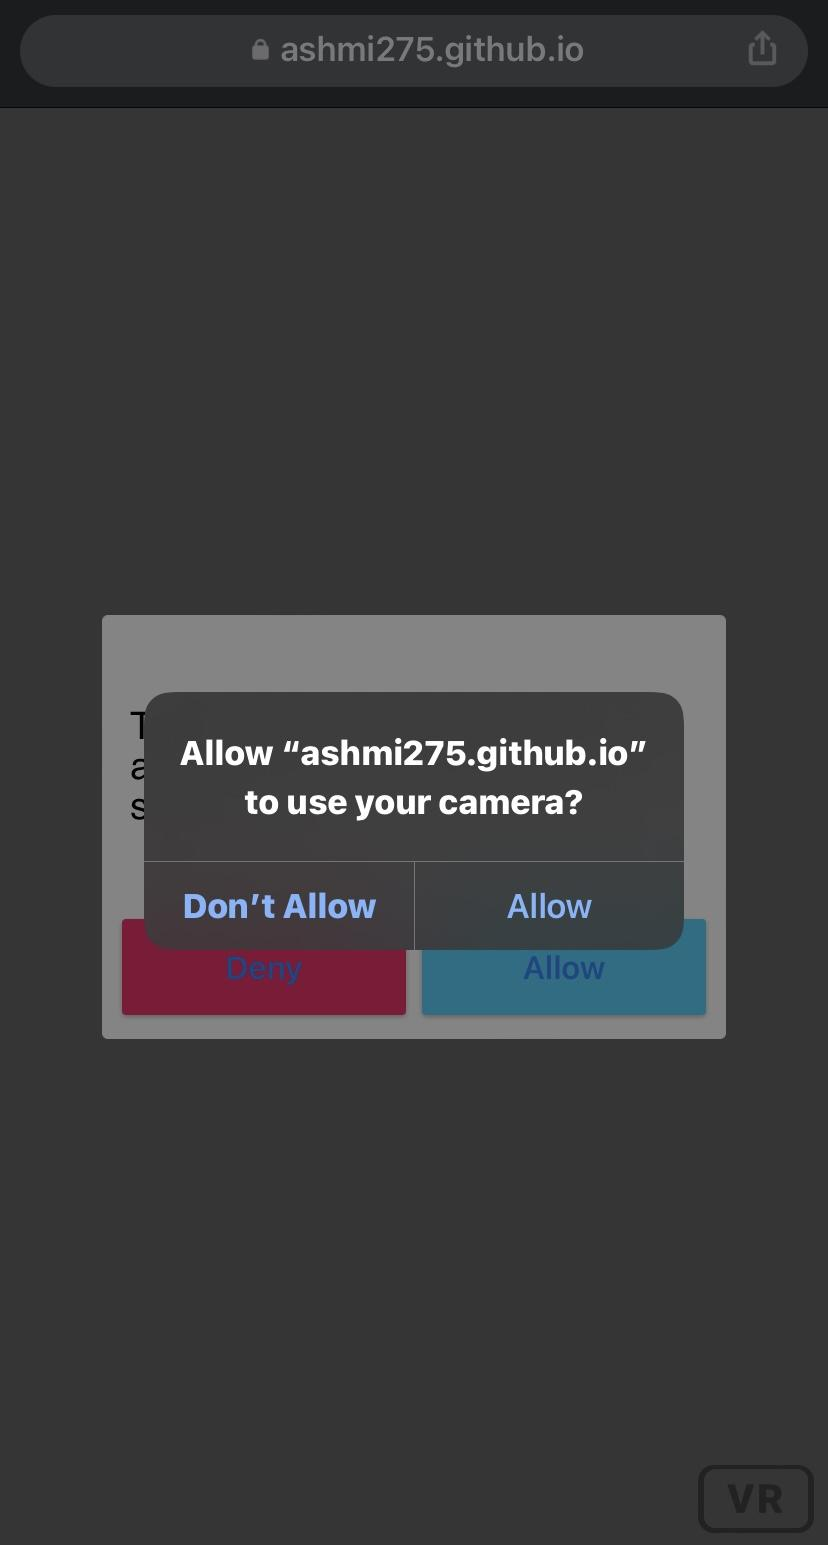 ashmi275.github.io
Allow “ashmi275.github.io”
to use your camera?
Don’t Allow
Allow
Deny
Allow
VR